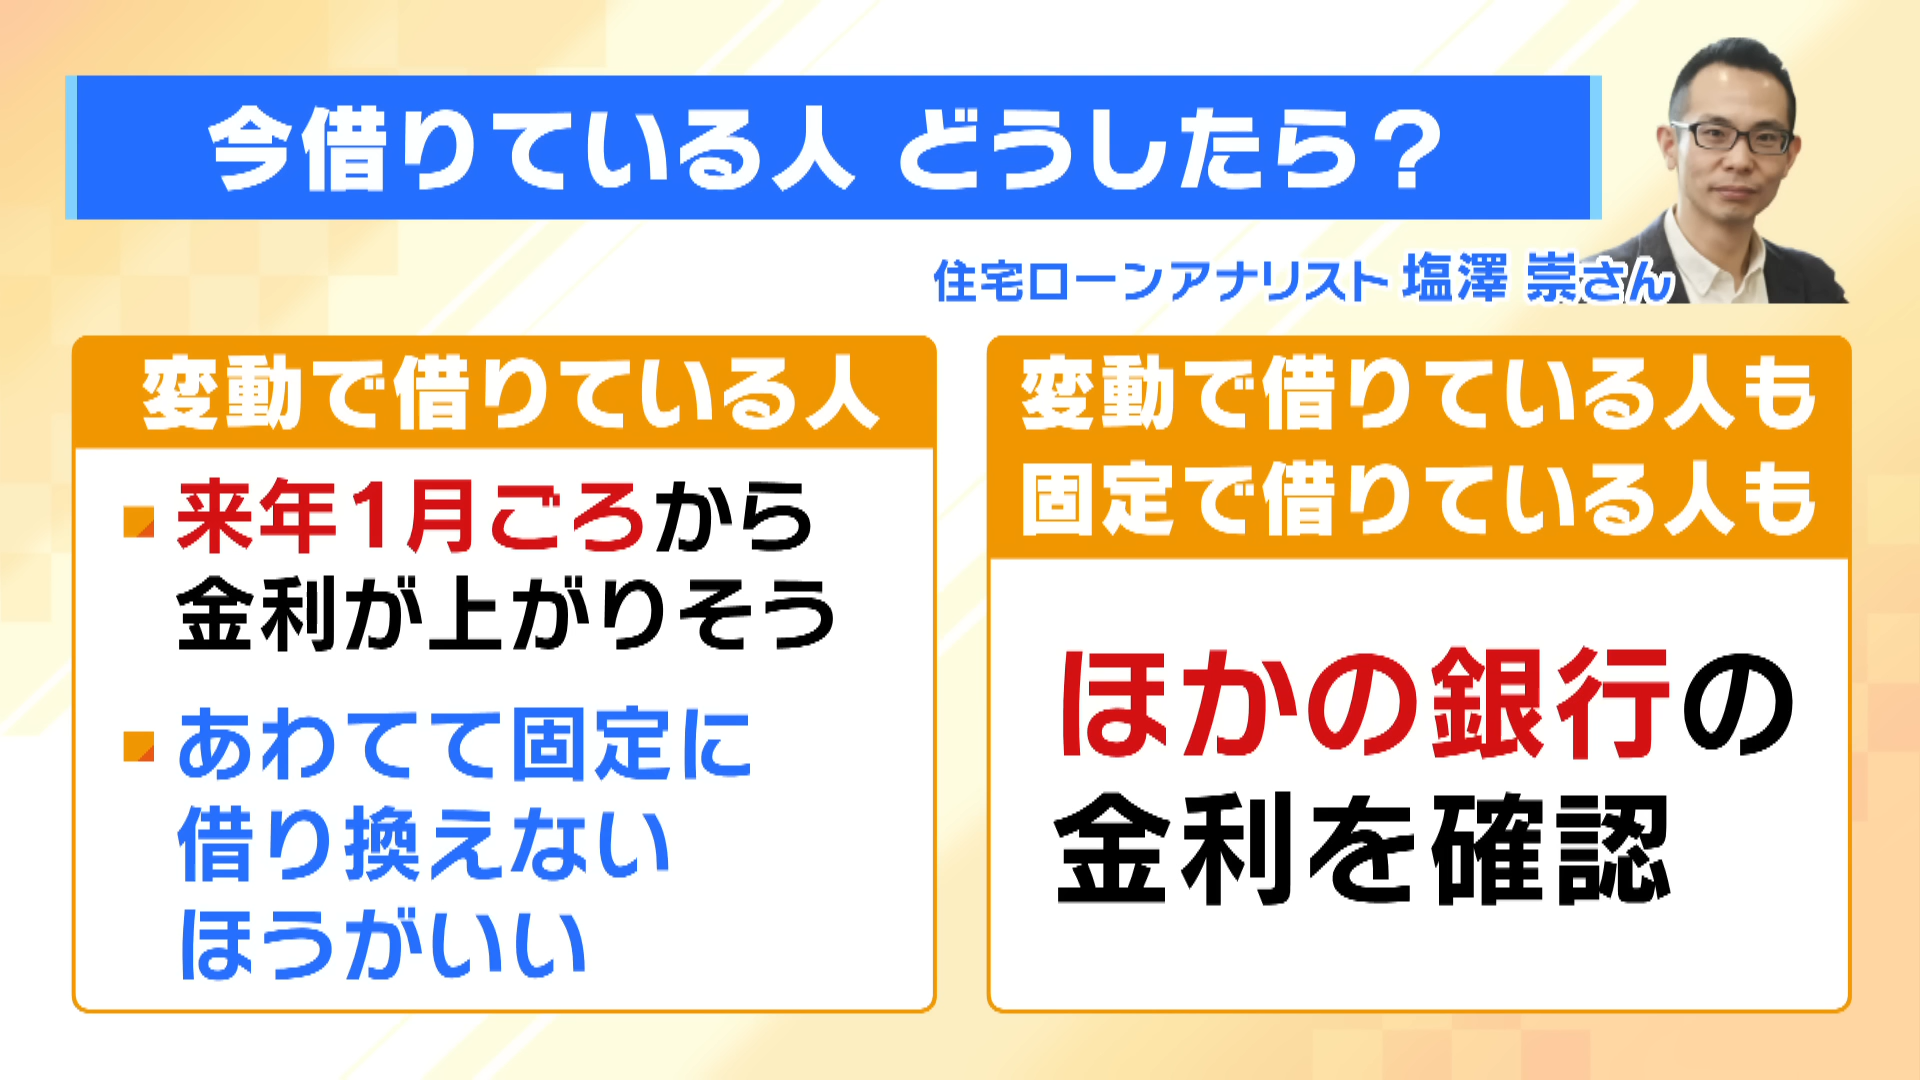 今借りている人 どうしたら？
住宅ローンアナリスト 塩澤 崇さん
変動で借りている人
来年1月ごろから
金利が上がりそう
あわてて固定に
借り換えない
ほうがいい
変動で借りている人も
固定で借りている人も
ほかの銀行の
金利を確認